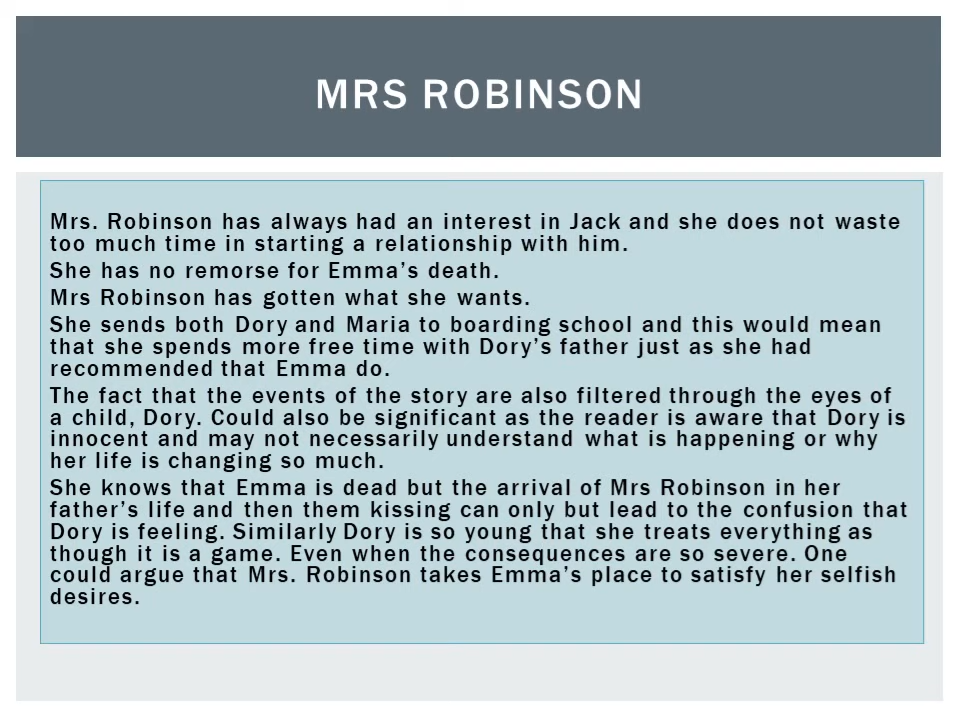 MRS ROBINSON
Mrs. Robinson has always had an interest in Jack and she does not waste
too much time in starting a relationship with him.
She has no remorse for Emma’s death.
Mrs Robinson has gotten what she wants.
She sends both Dory and Maria to boarding school and this would mean
that she spends more free time with Dory’s father just as she had
recommended that Emma do.
The fact that the events of the story are also filtered through the eyes of
a child, Dory. Could also be significant as the reader is aware that Dory is
innocent and may not necessarily understand what is happening or why
her life is changing so much.
She knows that Emma is dead but the arrival of Mrs Robinson in her
father’s life and then them kissing can only but lead to the confusion that
Dory is feeling. Similarly Dory is so young that she treats everything as
though it is a game. Even when the consequences are so severe. One
could argue that Mrs. Robinson takes Emma’s place to satisfy her selfish
desires.